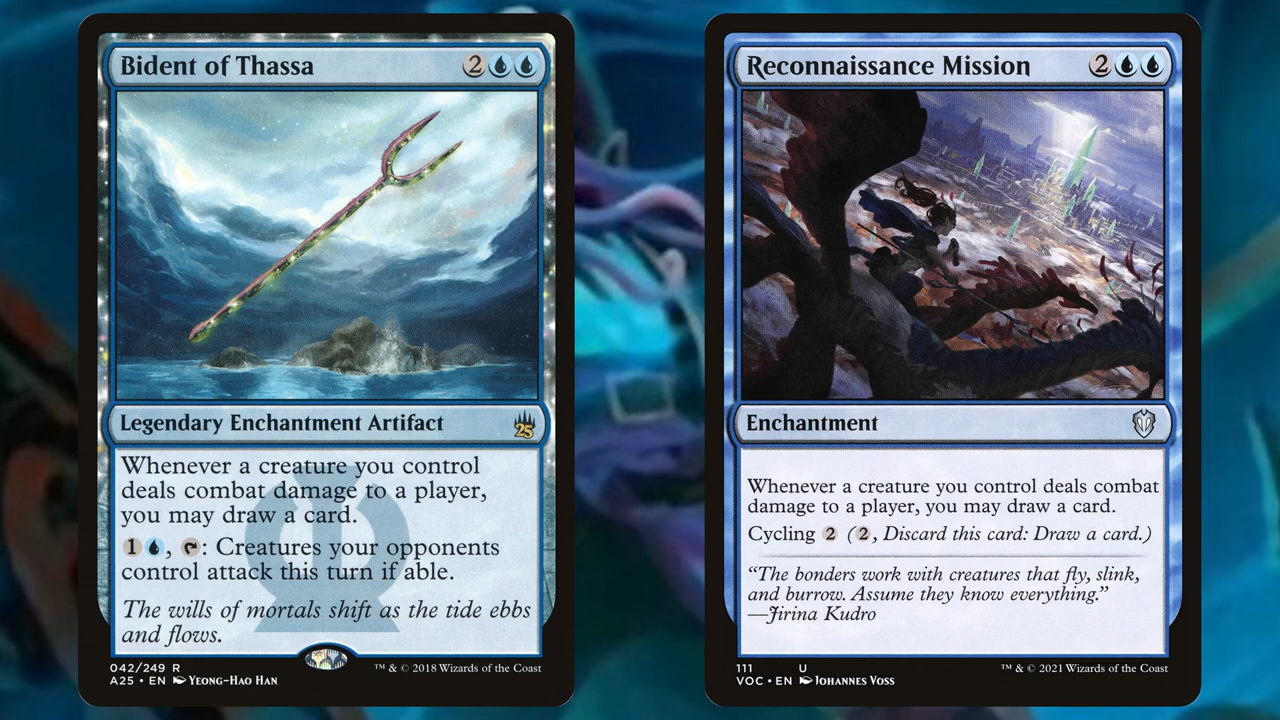 Bident of Thassa 2
Legendary Enchantment Artifact
25
Whenever a creature you control
deals combat damage to a player,
you may draw a card.
1, : Creatures your opponents
control attack this turn if able.
The wills of mortals shift as the tide ebbs
and flows.
042/249 R
A25 • EN Yeong-Hao Han
™ & © 2018 Wizards of the Coast
Reconnaissance Mission 2
Enchantment
Whenever a creature you control deals combat
damage to a player, you may draw a card.
Cycling 2 (2, Discard this card: Draw a card.)
“The bonders work with creatures that fly, slink,
and burrow. Assume they know everything.”
—Jirina Kudro
111 U
VOC • EN Johannes Voss
™ & © 2021 Wizards of the Coast